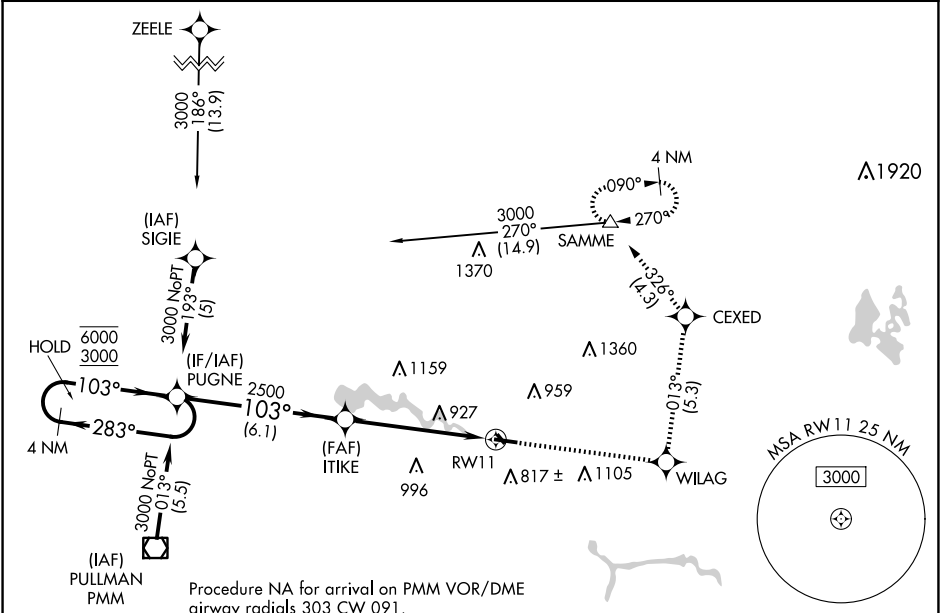 ZEELE
3000
186°
(13.9)
4 NM
090°
270°
1920
3000
270°
(14.9)
SAMME
1370
(IAF)
SIGIE
3000 NoPT
193°
(5)
326°
(4.3)
CEXED
HOLD
6000
3000
103°
283°
4 NM
(IF/IAF)
PUGNE
2500
103°
(6.1)
1159
1360
959
927
013°
(5.3)
(FAF)
ITIKE
996
RW11
817 ±
1105
WILAG
MSA RW 11 25 NM
3000
3000 NoPT
013°
(5.5)
(IAF)
PULLMAN
PMM
Procedure NA for arrival on PMM VOR/DME
airway radials 303 CW 091.